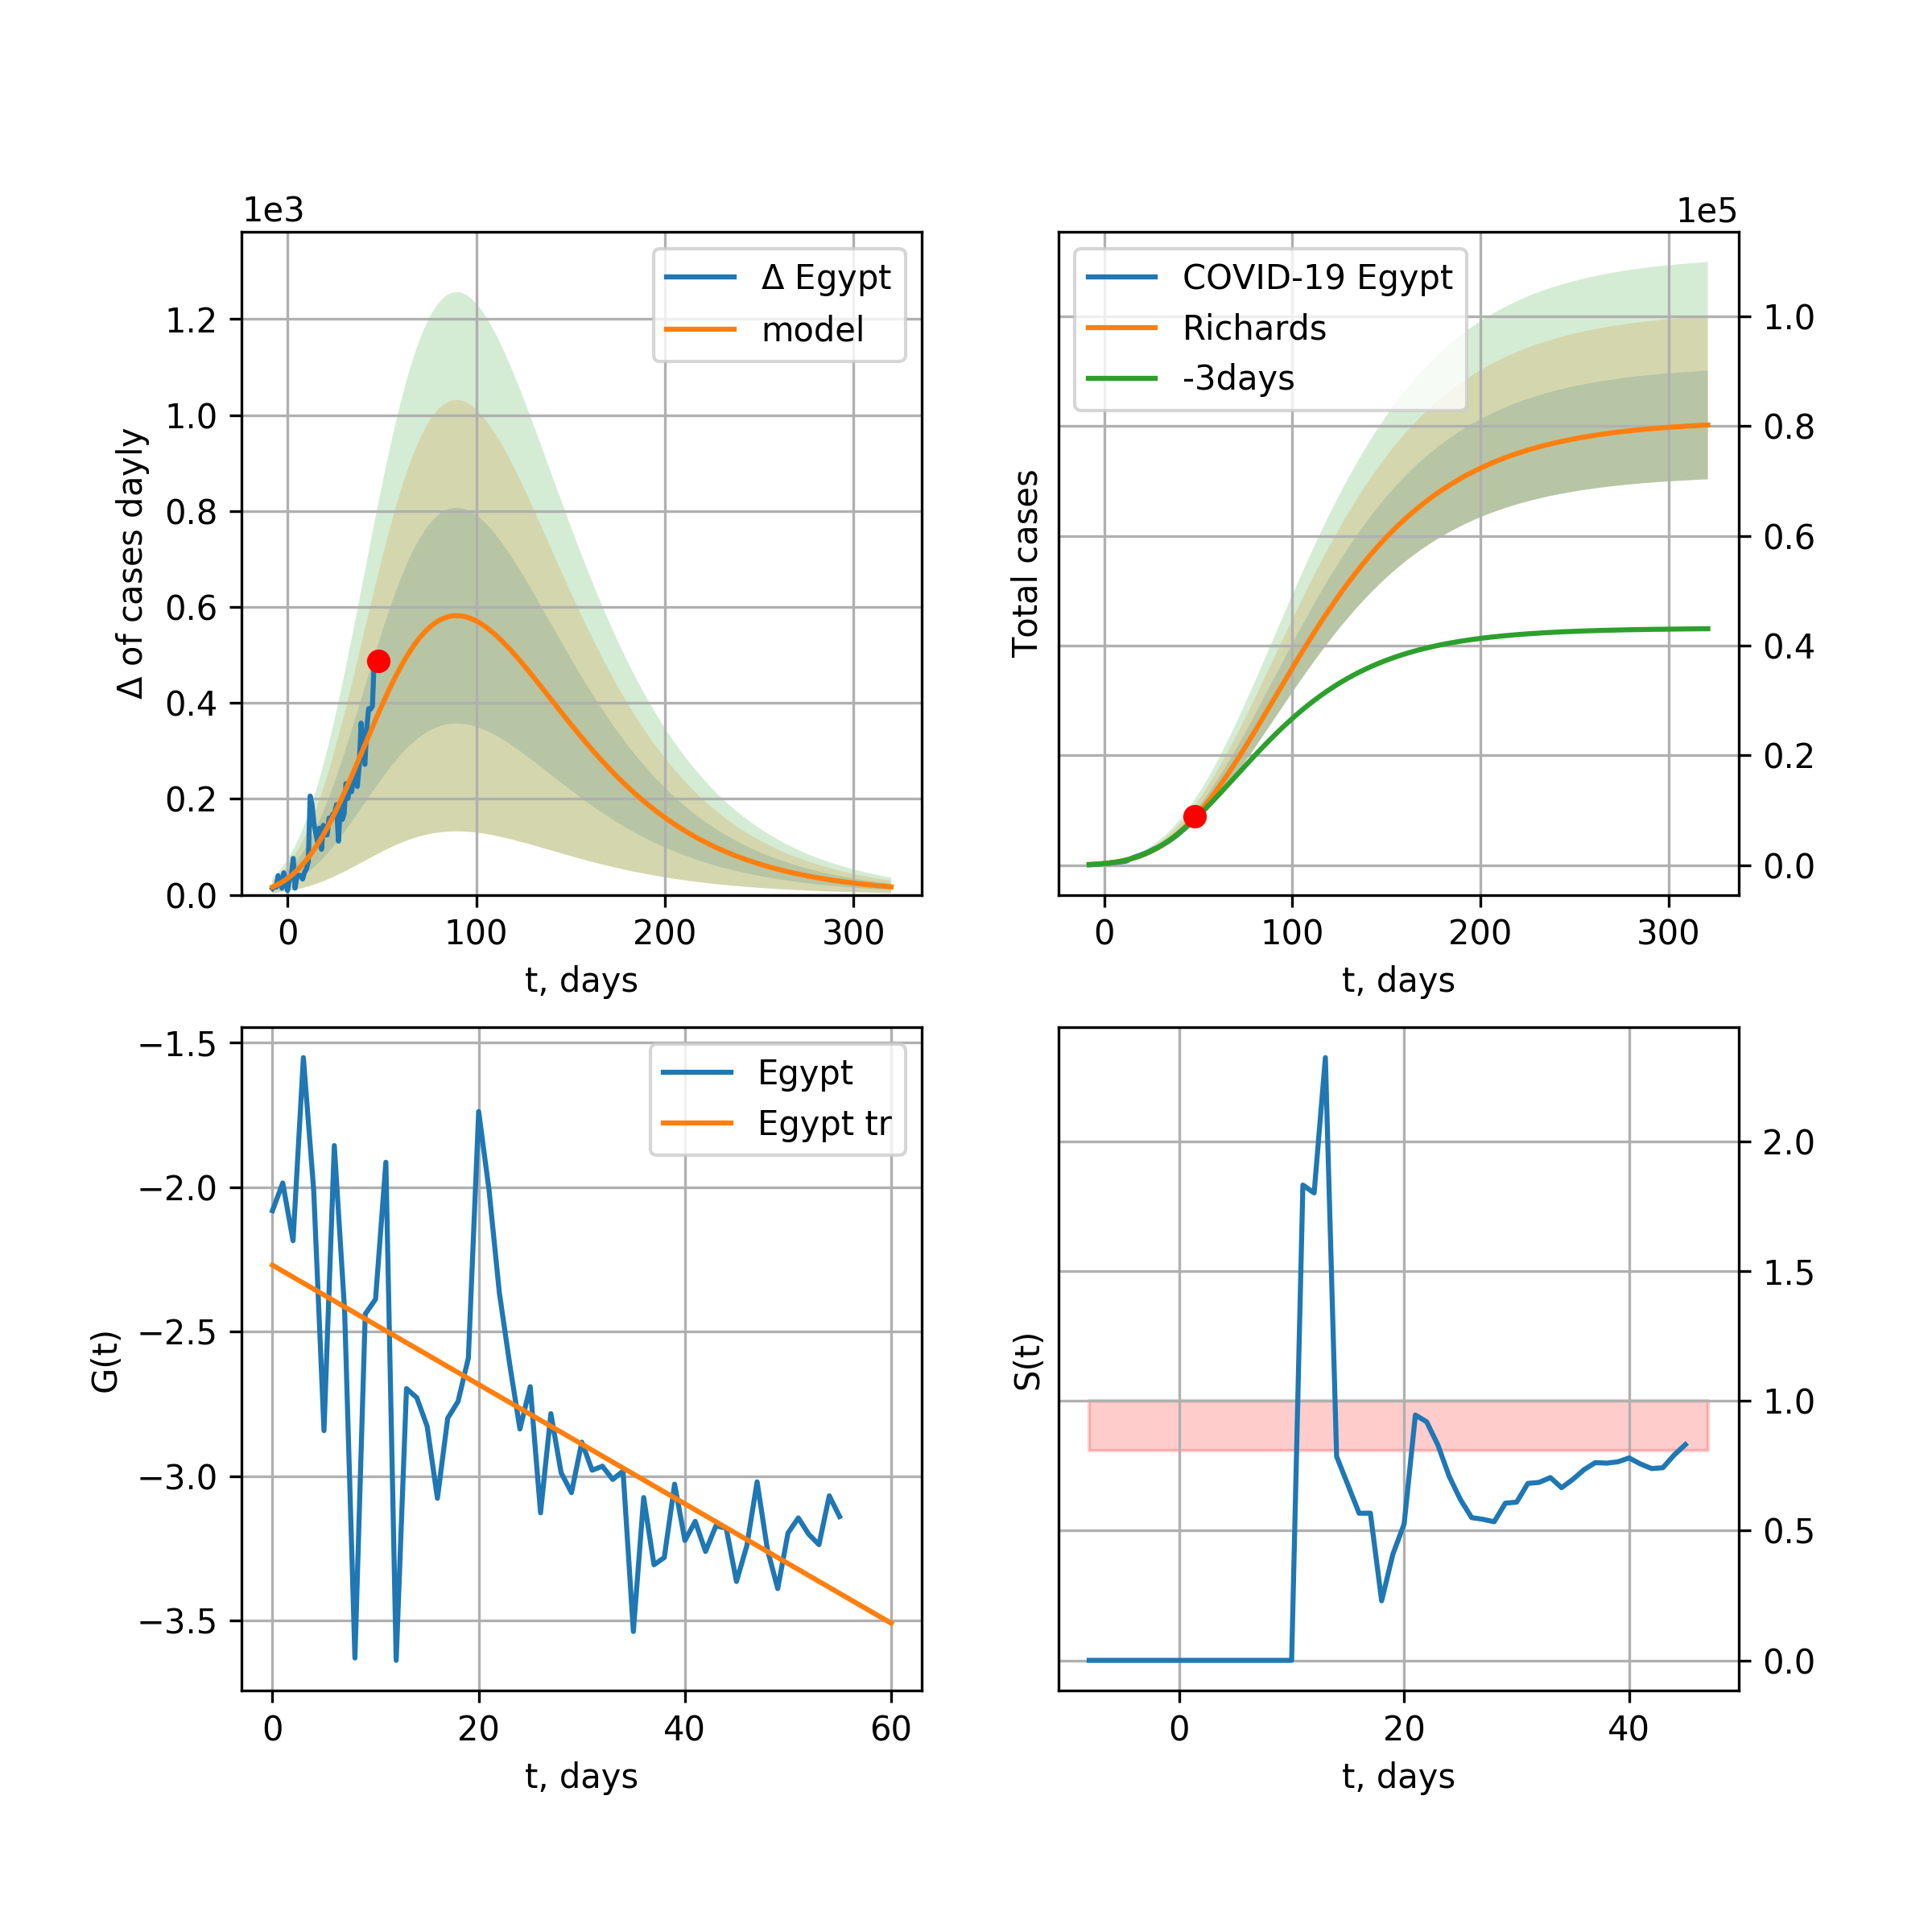 1e3
Δ Egypt
model
1.2
1.0
0.8
0.6
0.4
0.2
0.0
Δ of cases dayly
0 100 200 300
t, days
1e5
COVID-19 Egypt
Richards
-3days
1.0
0.8
0.6
0.4
0.2
0.0
Total cases
0 100 200 300
t, days
Egypt
Egypt tr
−1.5
−2.0
−2.5
−3.0
−3.5
G(t)
0 20 40 60
t, days
2.0
1.5
1.0
0.5
0.0
S(t)
0 20 40
t, days